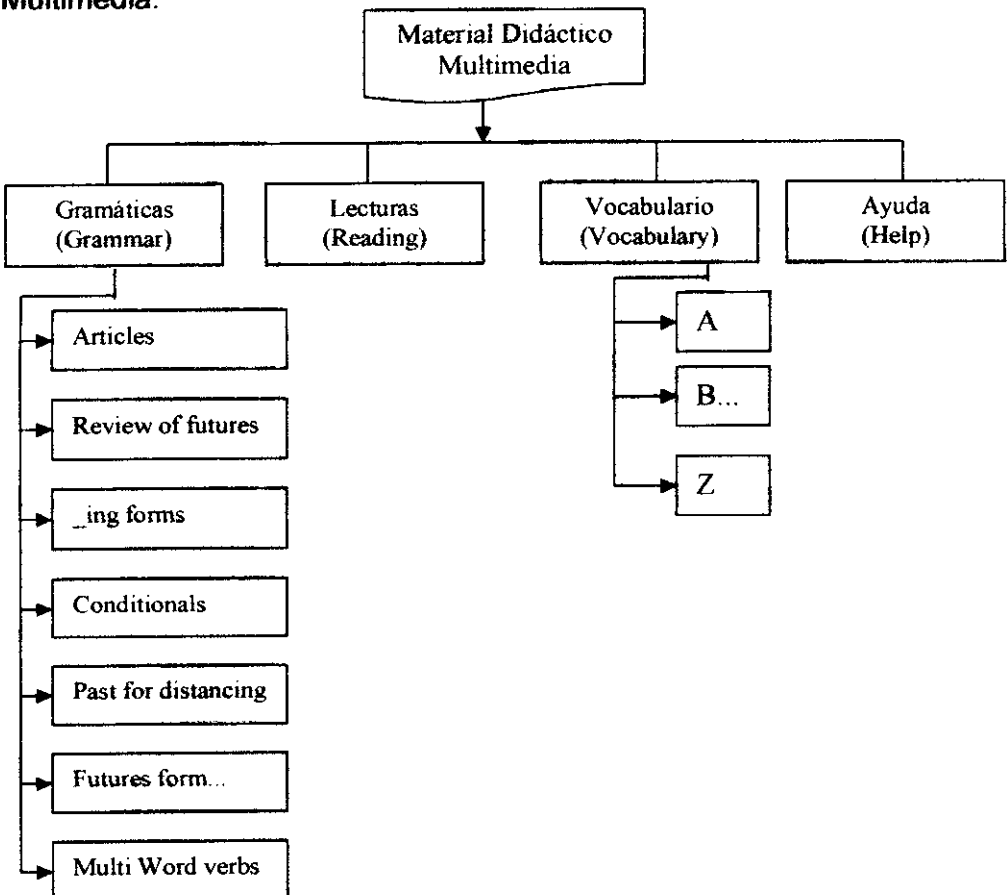 Multimedia.
Material Didáctico
Multimedia
Gramáticas
(Grammar)
Lecturas
(Reading)
Vocabulario
(Vocabulary)
Ayuda
(Help)
Articles
Review of futures
_ing forms
Conditionals
Past for distancing
Futures form...
Multi Word verbs
A
B...
Z